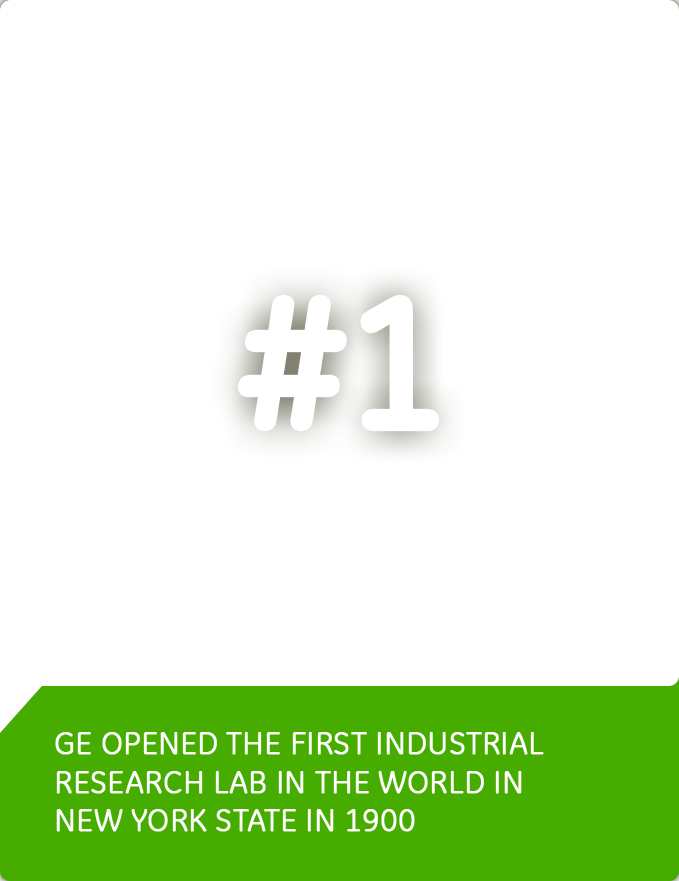 #1
GE OPENED THE FIRST INDUSTRIAL
RESEARCH LAB IN THE WORLD IN
NEW YORK STATE IN 1900